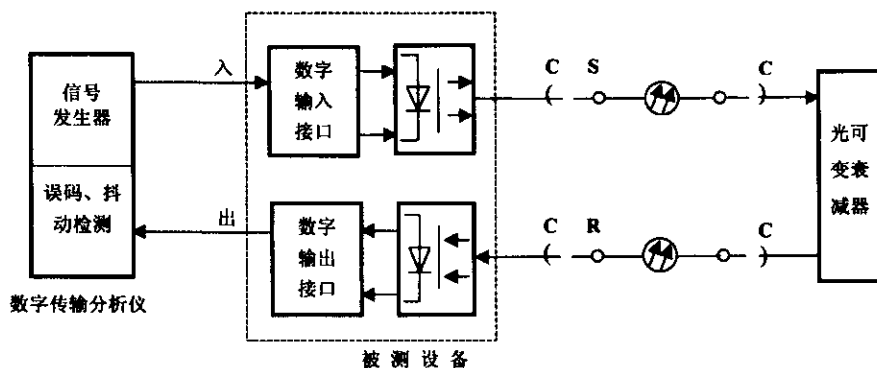 信号
发生器
误码、抖
动检测
数字传输分析仪
入
出
数字
输入
接口
数字
输出
接口
被测设备
C S C
C R C
光可
变衰
减器